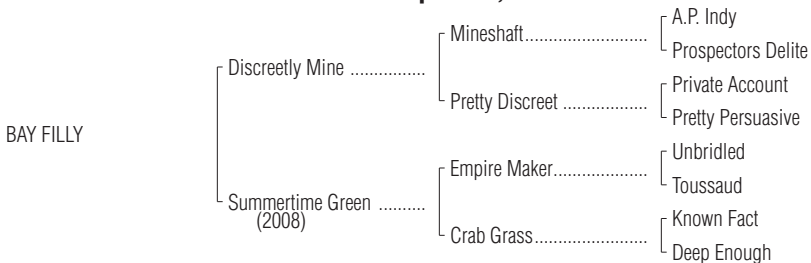 A.P. Indy
Mineshaft..........................
Prospectors Delite
Discreetly Mine ................
Private Account
Pretty Discreet ..................
Pretty Persuasive
BAY FILLY
Unbridled
Empire Maker....................
Toussaud
Summertime Green ..........
(2008)
Known Fact
Crab Grass........................
Deep Enough